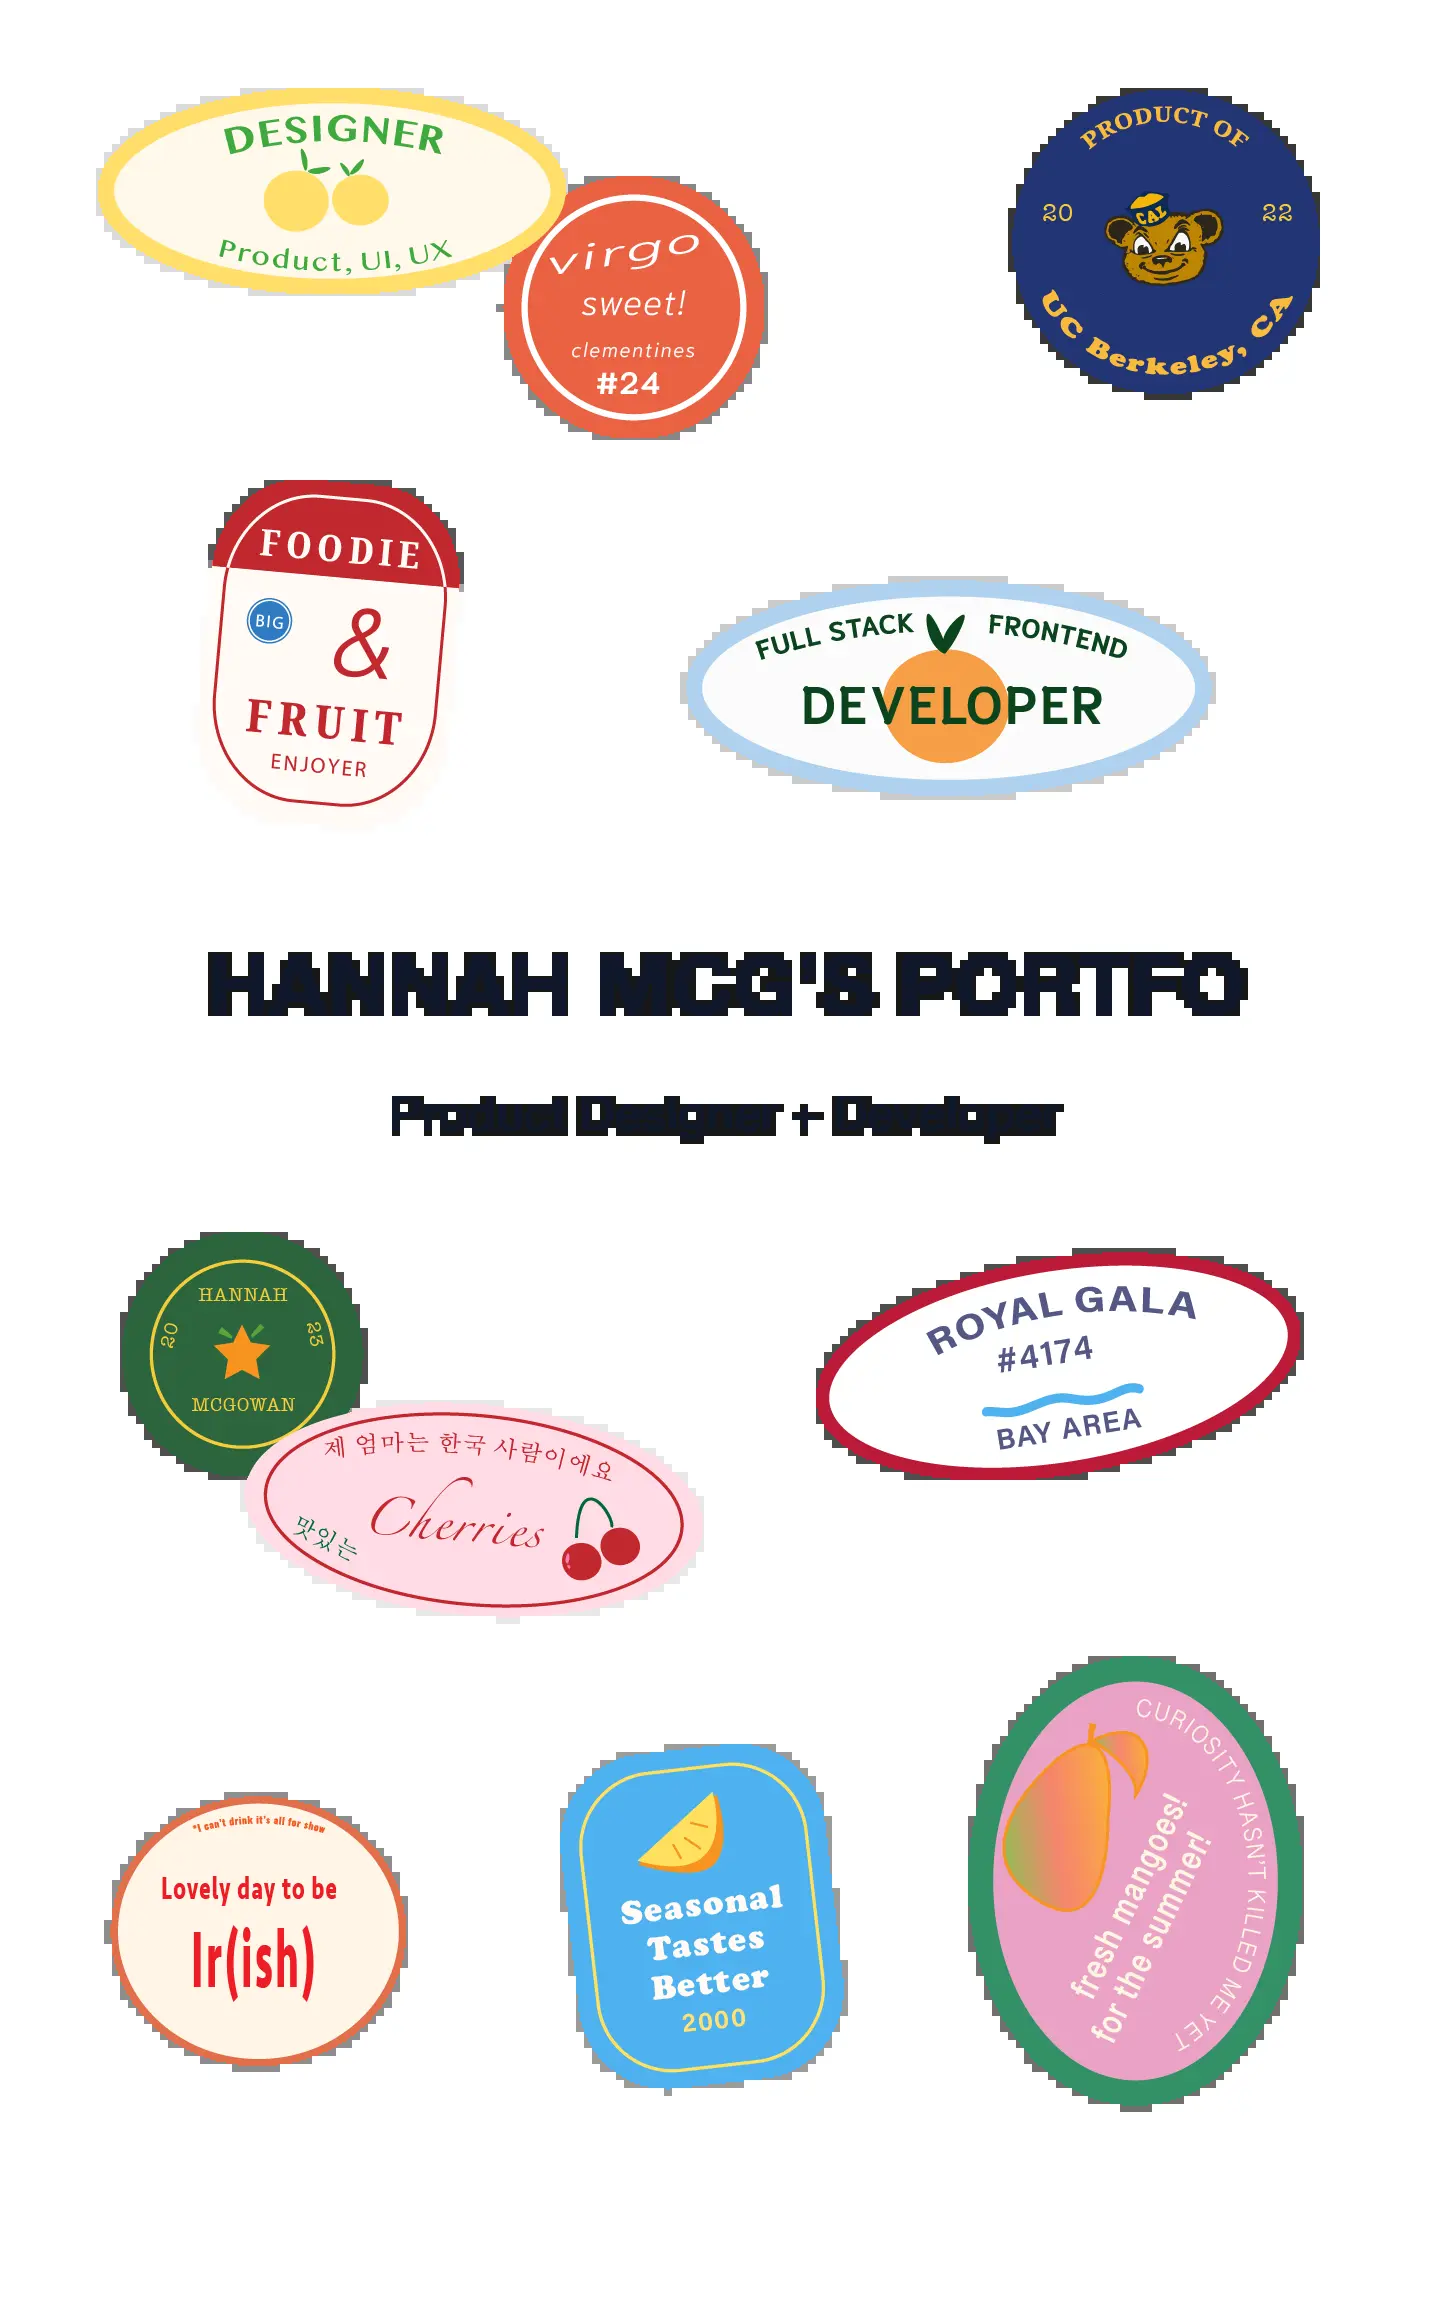 DESIGNER
Product, UI, UX
virgo
sweet!
clementines
#24
PRODUCT OF
20
CAL
22
UC Berkeley, CA
FOODIE
BIG
&
FRUIT
ENJOYER
FULL STACK
FRONTEND
DEVELOPER
HANNAH MCG'S PORTFO
Product Designer + Developer
HANNAH
20
23
MCGOWAN
제 엄마는 한국 사람이에요
Cherries
맛있는
ROYAL GALA
#4174
BAY AREA
*I can't drink it's all for show
Lovely day to be
Ir(ish)
Seasonal
Tastes
Better
2000
CURIOSITY HASN'T KILLED ME YET
fresh mangoes!
for the summer!